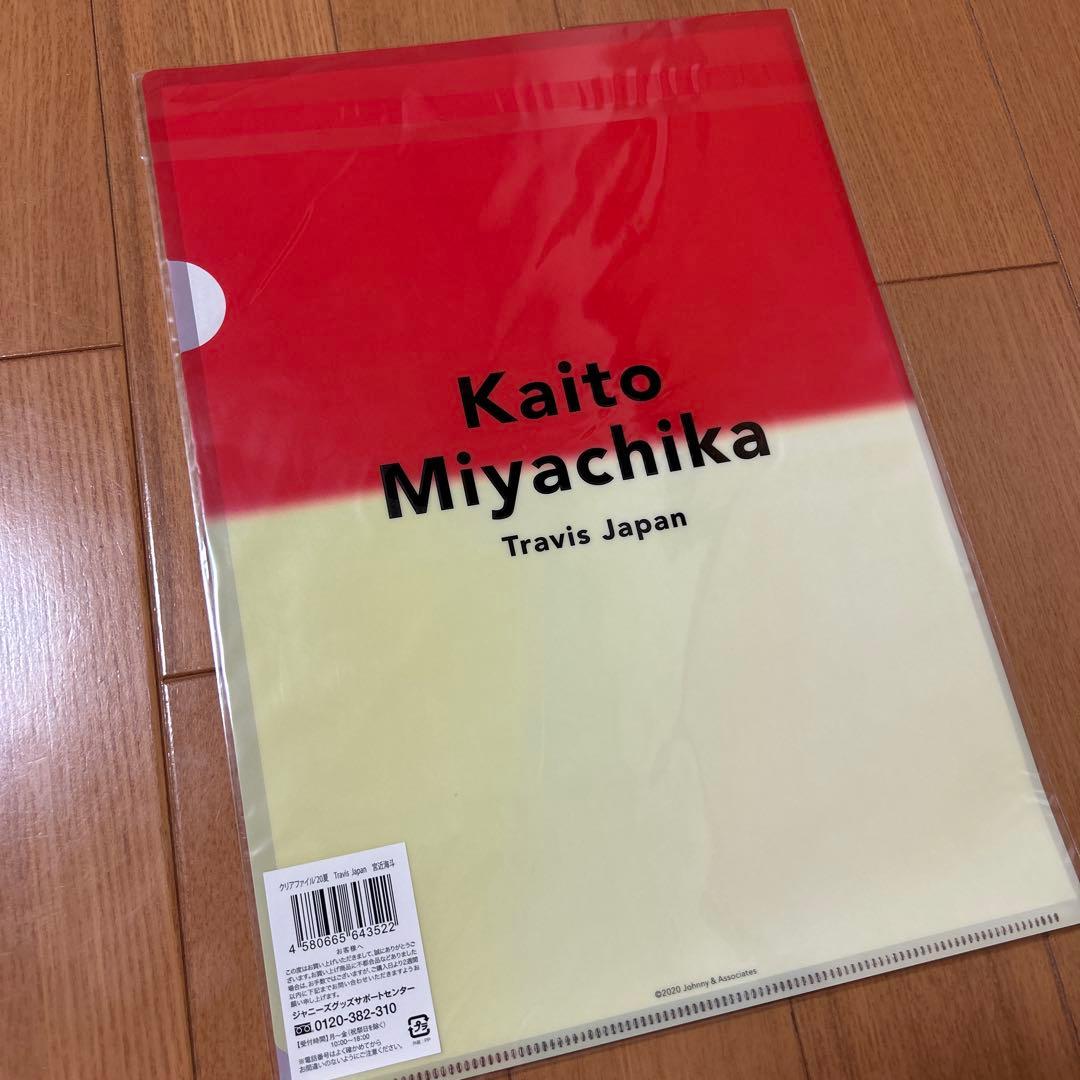 Kaito
Miyachika
Travis Japan
クリアファイル/20夏 Travis Japan 宮近海斗
4 580665 643522
お客様へ
この度はお買い上げいただきまして、誠にありがとうご
ざいます。お買い上げ商品に不都合品などありました
場合は、お手数ではございますが、ご購入日より2週間
以内に下記までお問い合わせいただきますようお
願い申し上げます。
ジャニーズグッズサポートセンター
0120-382-310
【受付時間】月〜金(祝祭日を除く)
10:00〜18:00
※電話番号はよく確かめてから
お間違いのないようにご注意ください。
プラ
外装:PP
©2020 Johnny & Associates